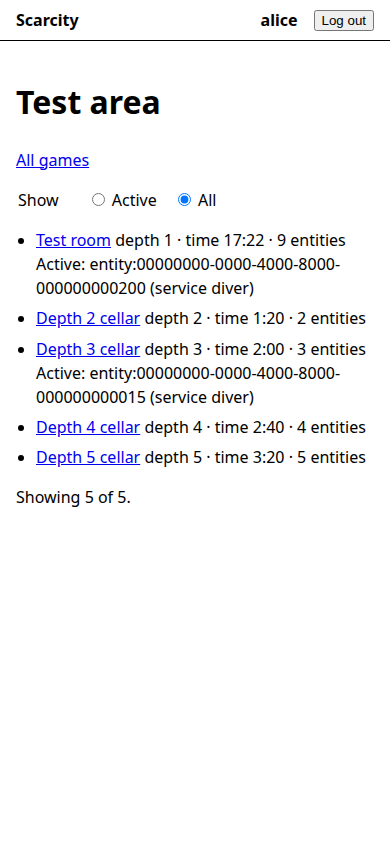 Scarcity alice Log out
Test area
All games
Show Active All
Test room depth 1 · time 17:22 · 9 entities
Active: entity:00000000-0000-4000-8000-
000000000200 (service diver)
Depth 2 cellar depth 2 · time 1:20 · 2 entities
Depth 3 cellar depth 3 · time 2:00 · 3 entities
Active: entity:00000000-0000-4000-8000-
000000000015 (service diver)
Depth 4 cellar depth 4 · time 2:40 · 4 entities
Depth 5 cellar depth 5 · time 3:20 · 5 entities
Showing 5 of 5.